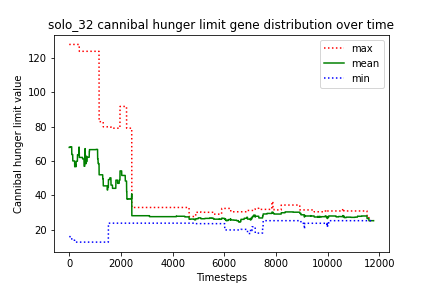 solo_32 cannibal hunger limit gene distribution over time
Cannibal hunger limit value
120
100
80
60
40
20
max
mean
min
0
2000
4000
6000
8000
10000
12000
Timesteps